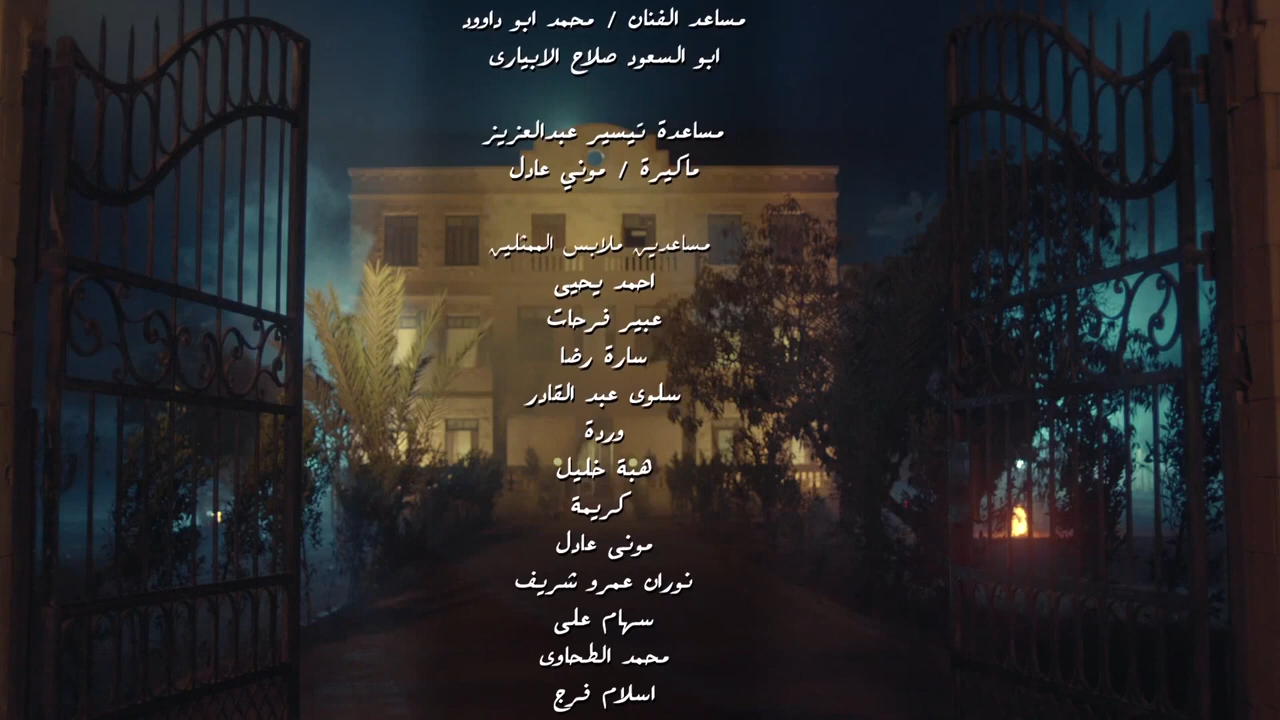 مساعد الفنان / محمد ابو داوود
ابو السعود صلاح الابيارى
مساعدة تيسير عبدالعزيز
ماكيرة / موني عادل
مساعدين ملابس الممثلين
احمد يحيى
عبير فرحات
سارة رضا
سلوى عبد القادر
وردة
هبة خليل
كريمة
مونى عادل
نوران عمرو شريف
سهام على
محمد الطحاوى
اسلام فرج